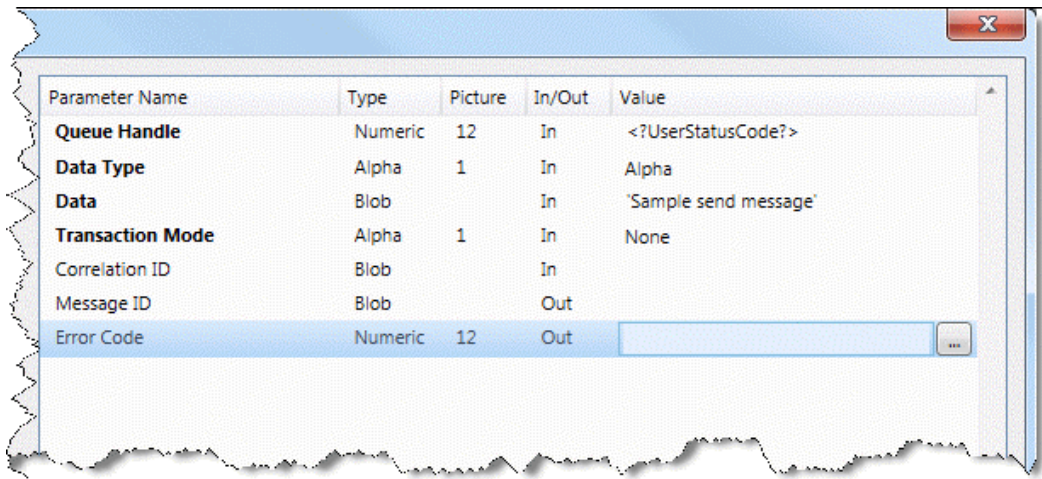 Parameter Name Type Picture In/Out Value
Queue Handle Numeric 12 In <?UserStatusCode?>
Data Type Alpha 1 In Alpha
Data Blob In 'Sample send message'
Transaction Mode Alpha 1 In None
Correlation ID Blob In
Message ID Blob Out
Error Code Numeric 12 Out ...